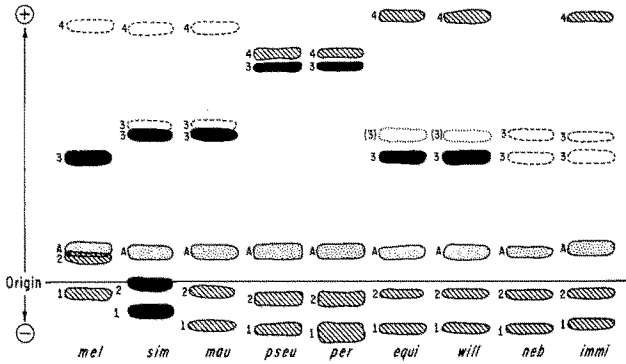 +
4 4 4 4 4 4
4 4
3 3
3 3 (3) (3) 3 3
3 3
3 3 3 3 3
A A A A A A A A A
2
Origin
1 2 2 2 2 2 2 2 2
1
1 1 1 1 1 1 1
−
mel sim mau pseu per equi will neb immi